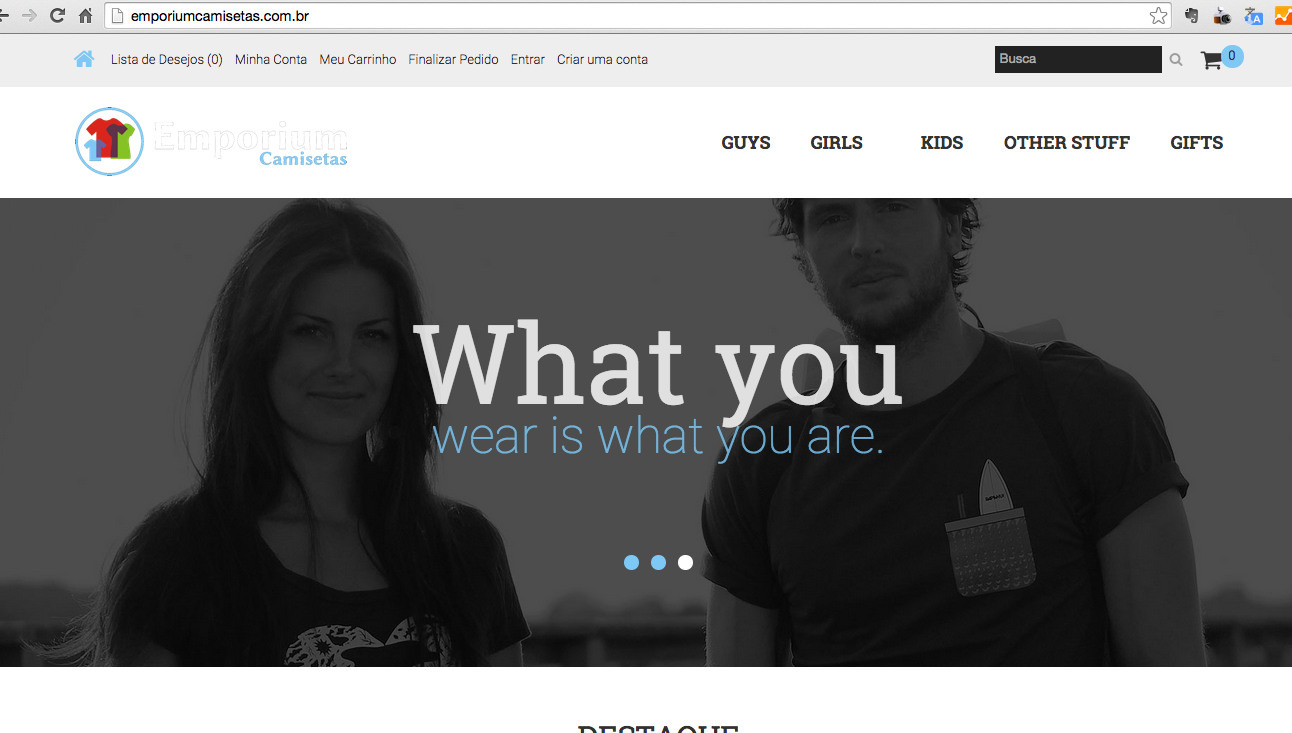 emporiumcamisetas.com.br
Lista de Desejos (0) Minha Conta Meu Carrinho Finalizar Pedido Entrar Criar uma conta
Busca
0
Emporium
Camisetas
GUYS GIRLS KIDS OTHER STUFF GIFTS
What you
wear is what you are.
DESTAQUE